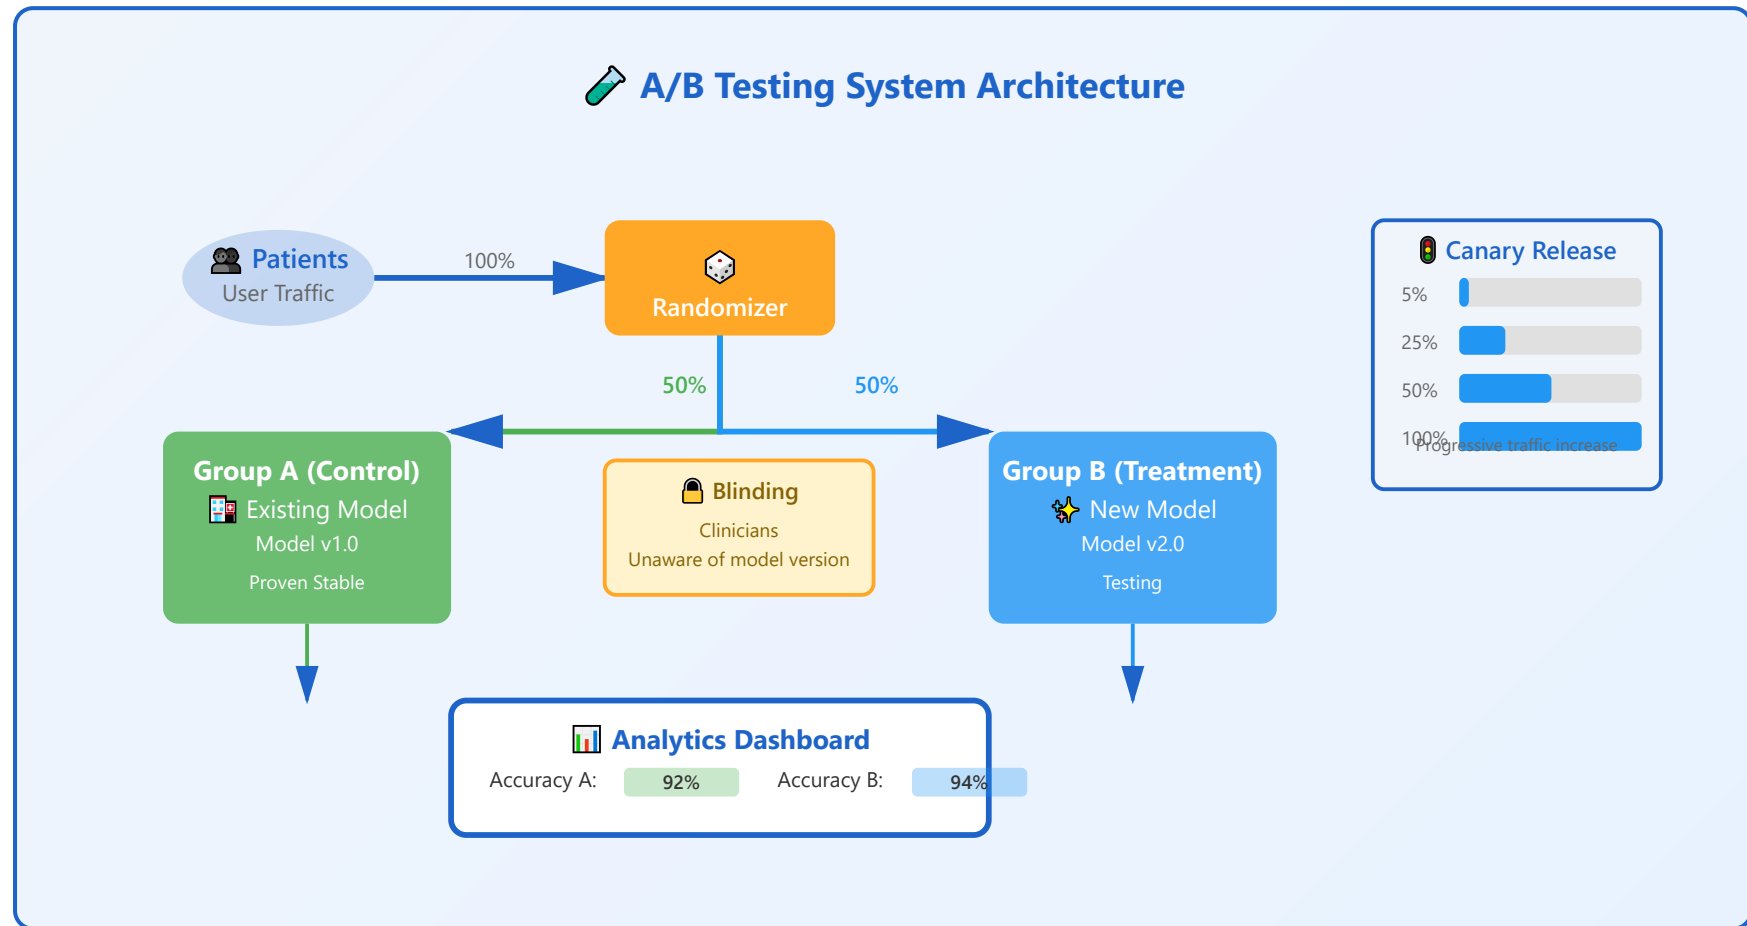 A/B Testing System Architecture
Patients
User Traffic
100%
Randomizer
50%
50%
Group A (Control)
Existing Model
Model v1.0
Proven Stable
Blinding
Clinicians
Unaware of model version
Group B (Treatment)
New Model
Model v2.0
Testing
Canary Release
5%
25%
50%
100%
Progressive traffic increase
Analytics Dashboard
Accuracy A: 92% Accuracy B: 94%